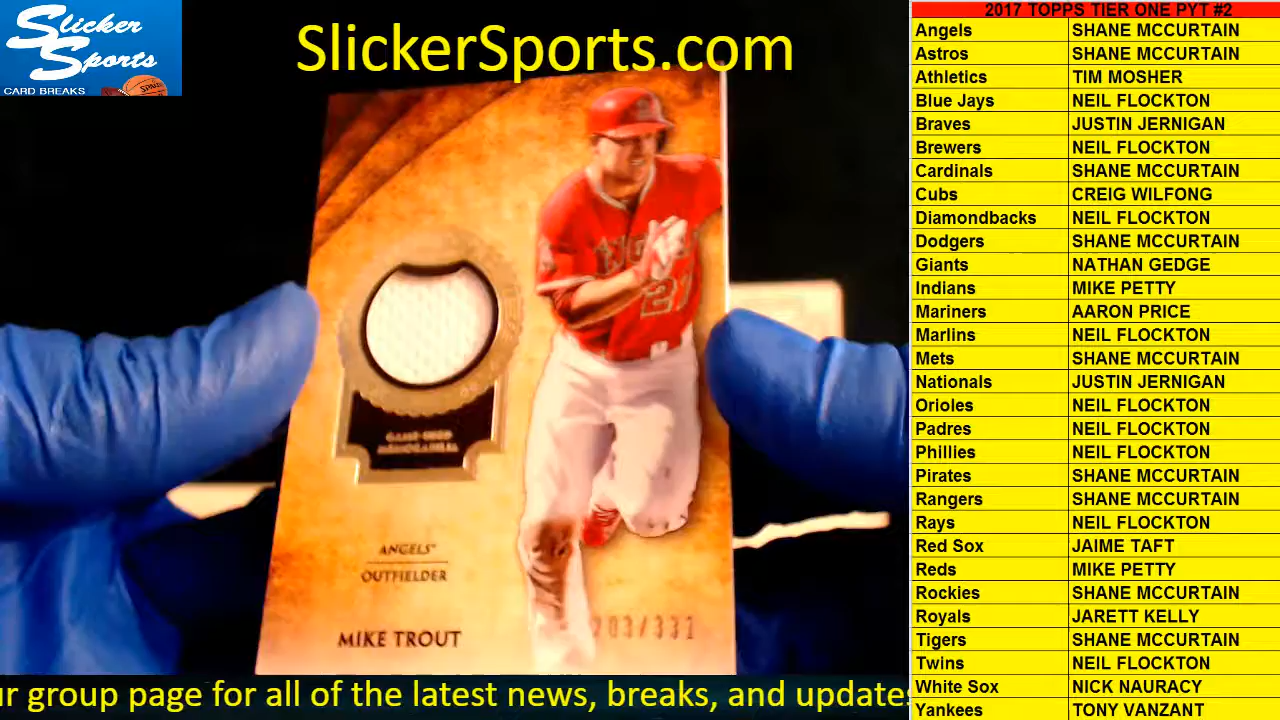 Slicker
Sports
CARD BREAKS
SlickerSports.com
ANGELS
27
GAME-USED
MEMORABILIA
ANGELS®
OUTFIELDER
203/331
MIKE TROUT
ur group page for all of the latest news, breaks, and updates
2017 TOPPS TIER ONE PYT #2
Angels SHANE MCCURTAIN
Astros SHANE MCCURTAIN
Athletics TIM MOSHER
Blue Jays NEIL FLOCKTON
Braves JUSTIN JERNIGAN
Brewers NEIL FLOCKTON
Cardinals SHANE MCCURTAIN
Cubs CREIG WILFONG
Diamondbacks NEIL FLOCKTON
Dodgers SHANE MCCURTAIN
Giants NATHAN GEDGE
Indians MIKE PETTY
Mariners AARON PRICE
Marlins NEIL FLOCKTON
Mets SHANE MCCURTAIN
Nationals JUSTIN JERNIGAN
Orioles NEIL FLOCKTON
Padres NEIL FLOCKTON
Phillies NEIL FLOCKTON
Pirates SHANE MCCURTAIN
Rangers SHANE MCCURTAIN
Rays NEIL FLOCKTON
Red Sox JAIME TAFT
Reds MIKE PETTY
Rockies SHANE MCCURTAIN
Royals JARETT KELLY
Tigers SHANE MCCURTAIN
Twins NEIL FLOCKTON
White Sox NICK NAURACY
Yankees TONY VANZANT